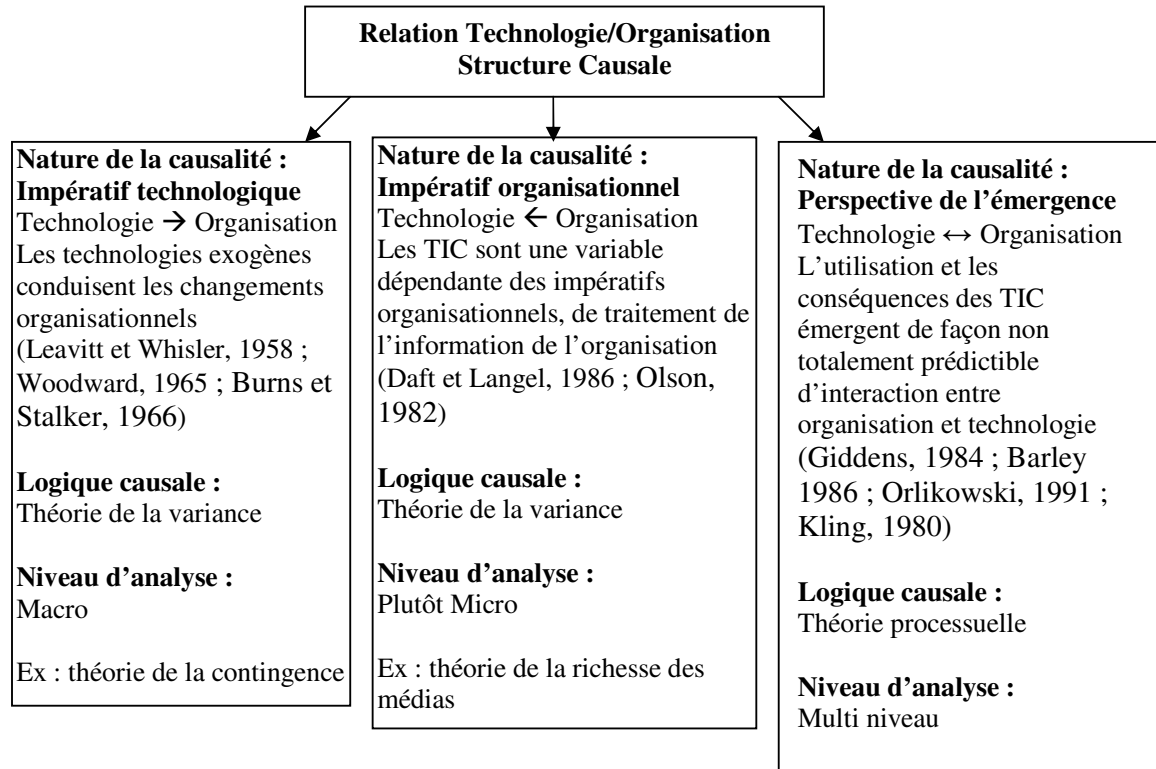 Relation Technologie/Organisation
Structure Causale
Nature de la causalité :
Impératif technologique
Technologie → Organisation
Les technologies exogènes
conduisent les changements
organisationnels
(Leavitt et Whisler, 1958 ;
Woodward, 1965 ; Burns et
Stalker, 1966)
Logique causale :
Théorie de la variance
Niveau d’analyse :
Macro
Ex : théorie de la contingence
Nature de la causalité :
Impératif organisationnel
Technologie ← Organisation
Les TIC sont une variable
dépendante des impératifs
organisationnels, de traitement de
l’information de l’organisation
(Daft et Langel, 1986 ; Olson,
1982)
Logique causale :
Théorie de la variance
Niveau d’analyse :
Plutôt Micro
Ex : théorie de la richesse des
médias
Nature de la causalité :
Perspective de l’émergence
Technologie ↔ Organisation
L’utilisation et les
conséquences des TIC
émergent de façon non
totalement prédictible
d’interaction entre
organisation et technologie
(Giddens, 1984 ; Barley
1986 ; Orlikowski, 1991 ;
Kling, 1980)
Logique causale :
Théorie processuelle
Niveau d’analyse :
Multi niveau